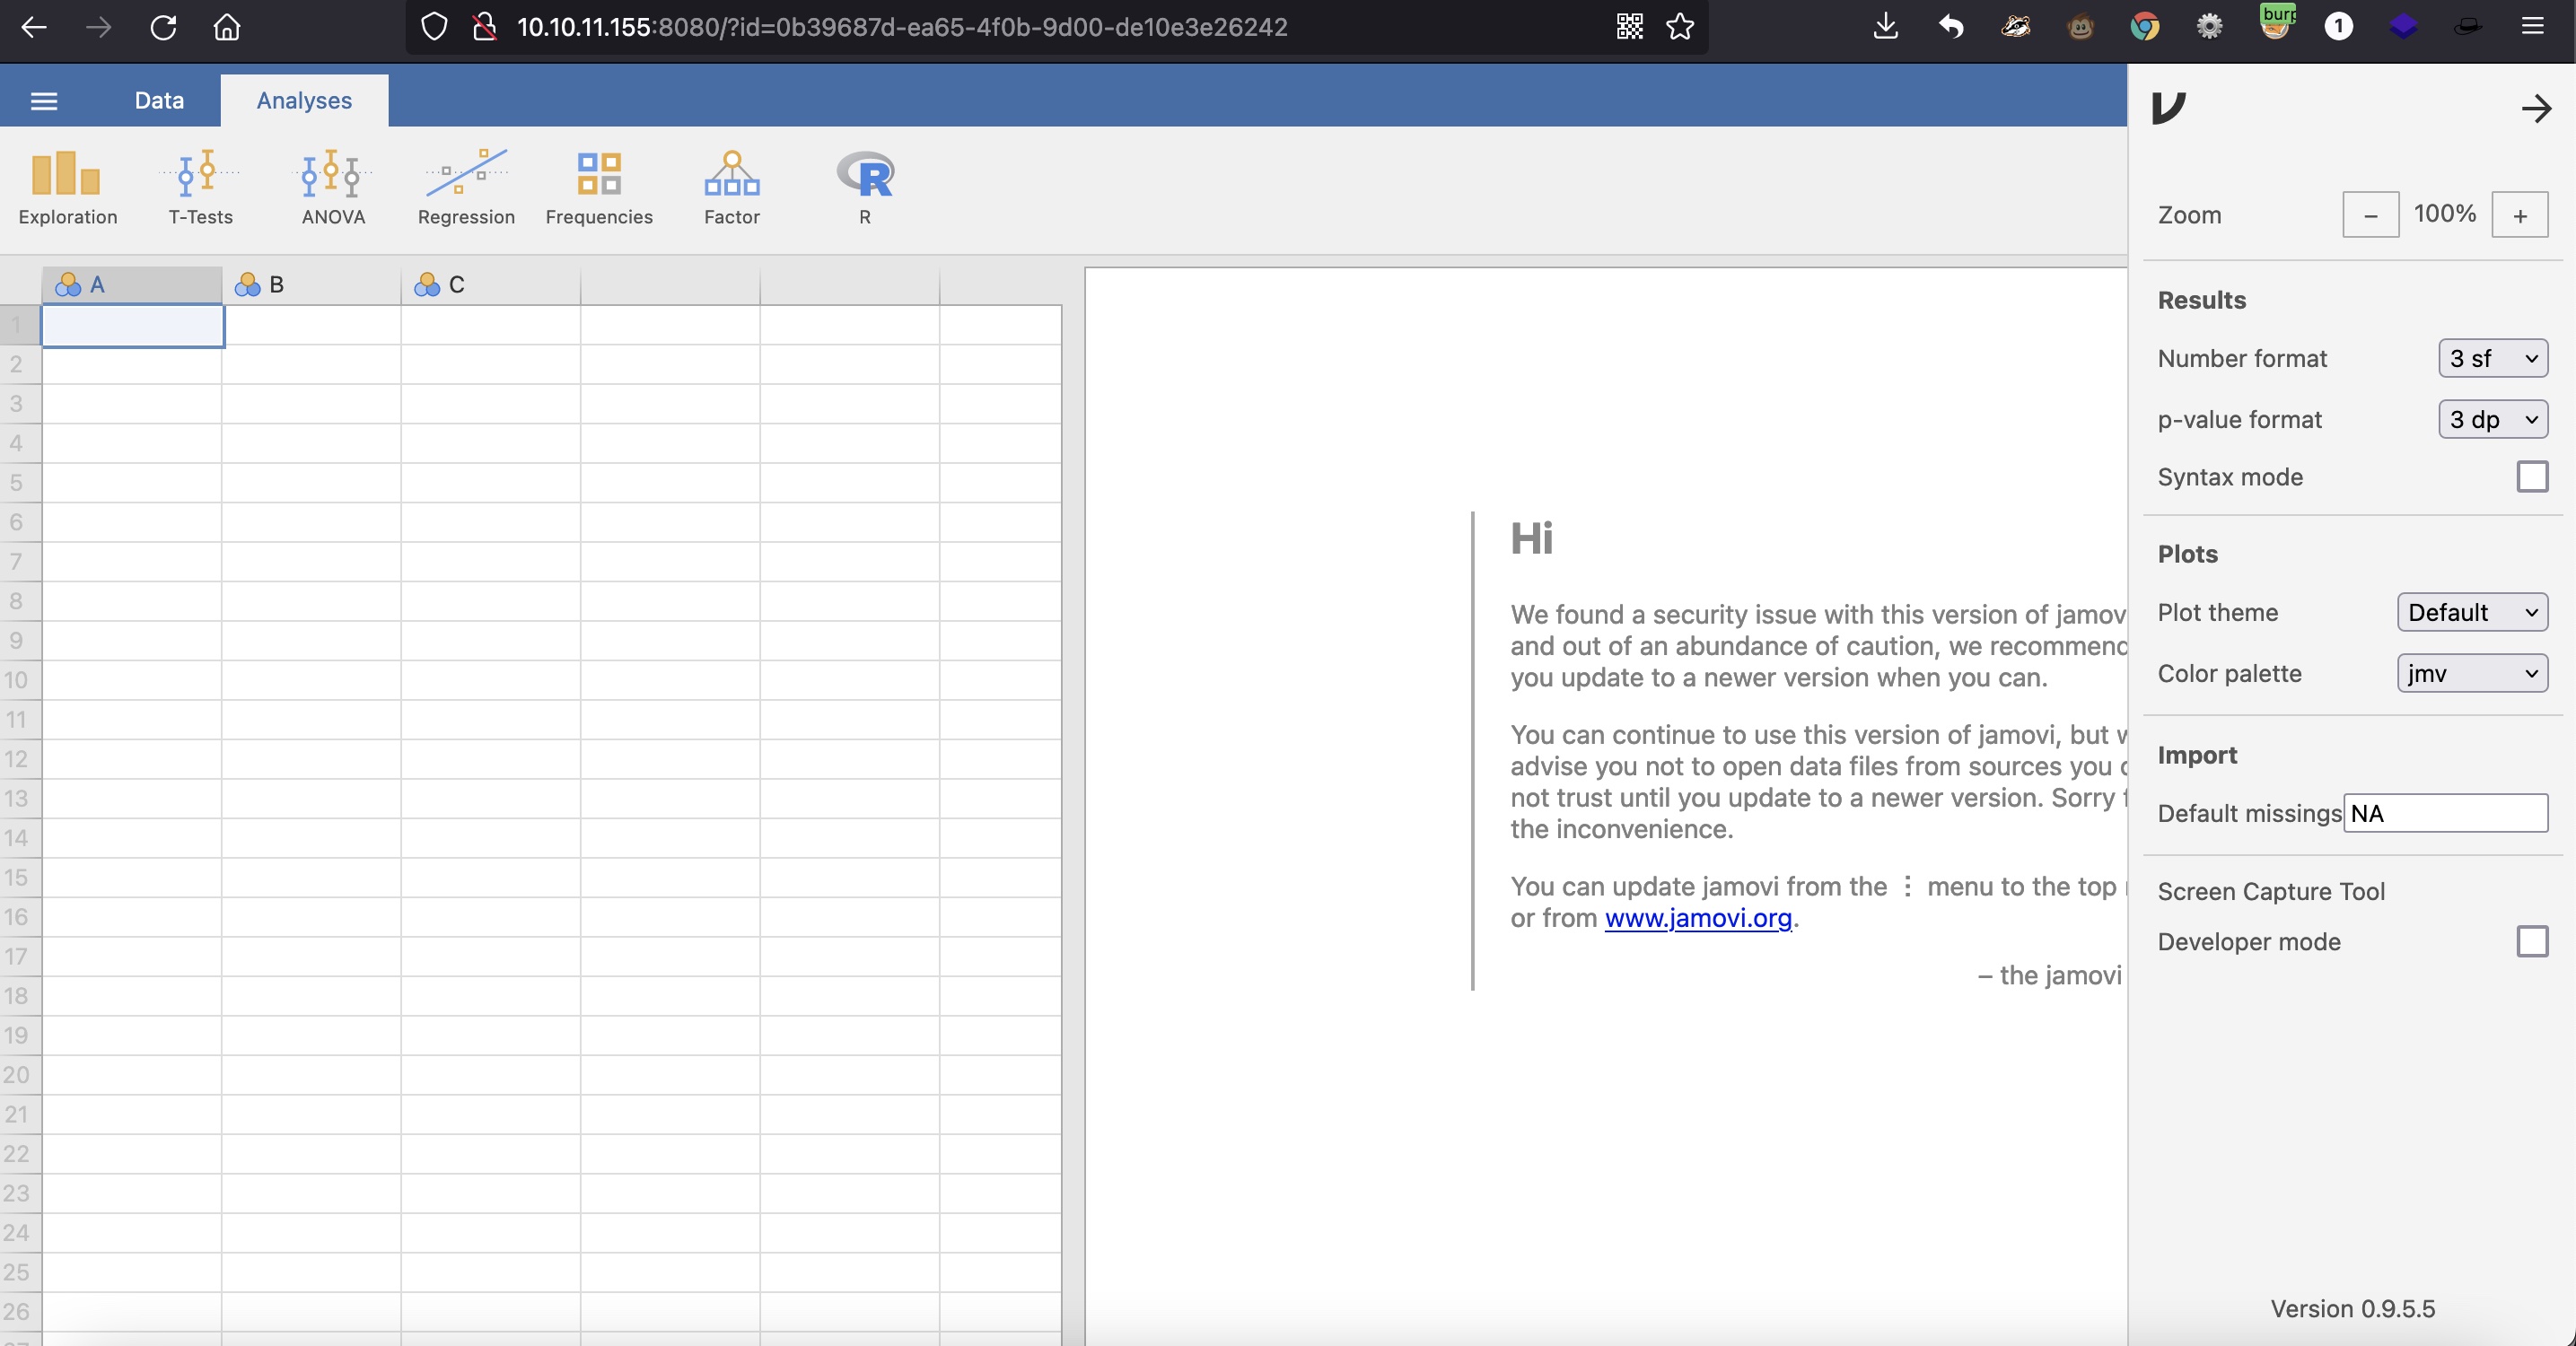 10.10.11.155:8080/?id=0b39687d-ea65-4f0b-9d00-de10e3e26242
burp
1
Data Analyses
Exploration T-Tests ANOVA Regression Frequencies Factor R
A B C
1
2
3
4
5
6
7
8
9
10
11
12
13
14
15
16
17
18
19
20
21
22
23
24
25
26
Hi
We found a security issue with this version of jamov
and out of an abundance of caution, we recommend
you update to a newer version when you can.
You can continue to use this version of jamovi, but
advise you not to open data files from sources you
not trust until you update to a newer version. Sorry
the inconvenience.
You can update jamovi from the ⋮ menu to the top
or from www.jamovi.org.
– the jamovi
Zoom – 100% +
Results
Number format 3 sf
p-value format 3 dp
Syntax mode
Plots
Plot theme Default
Color palette jmv
Import
Default missings NA
Screen Capture Tool
Developer mode
Version 0.9.5.5